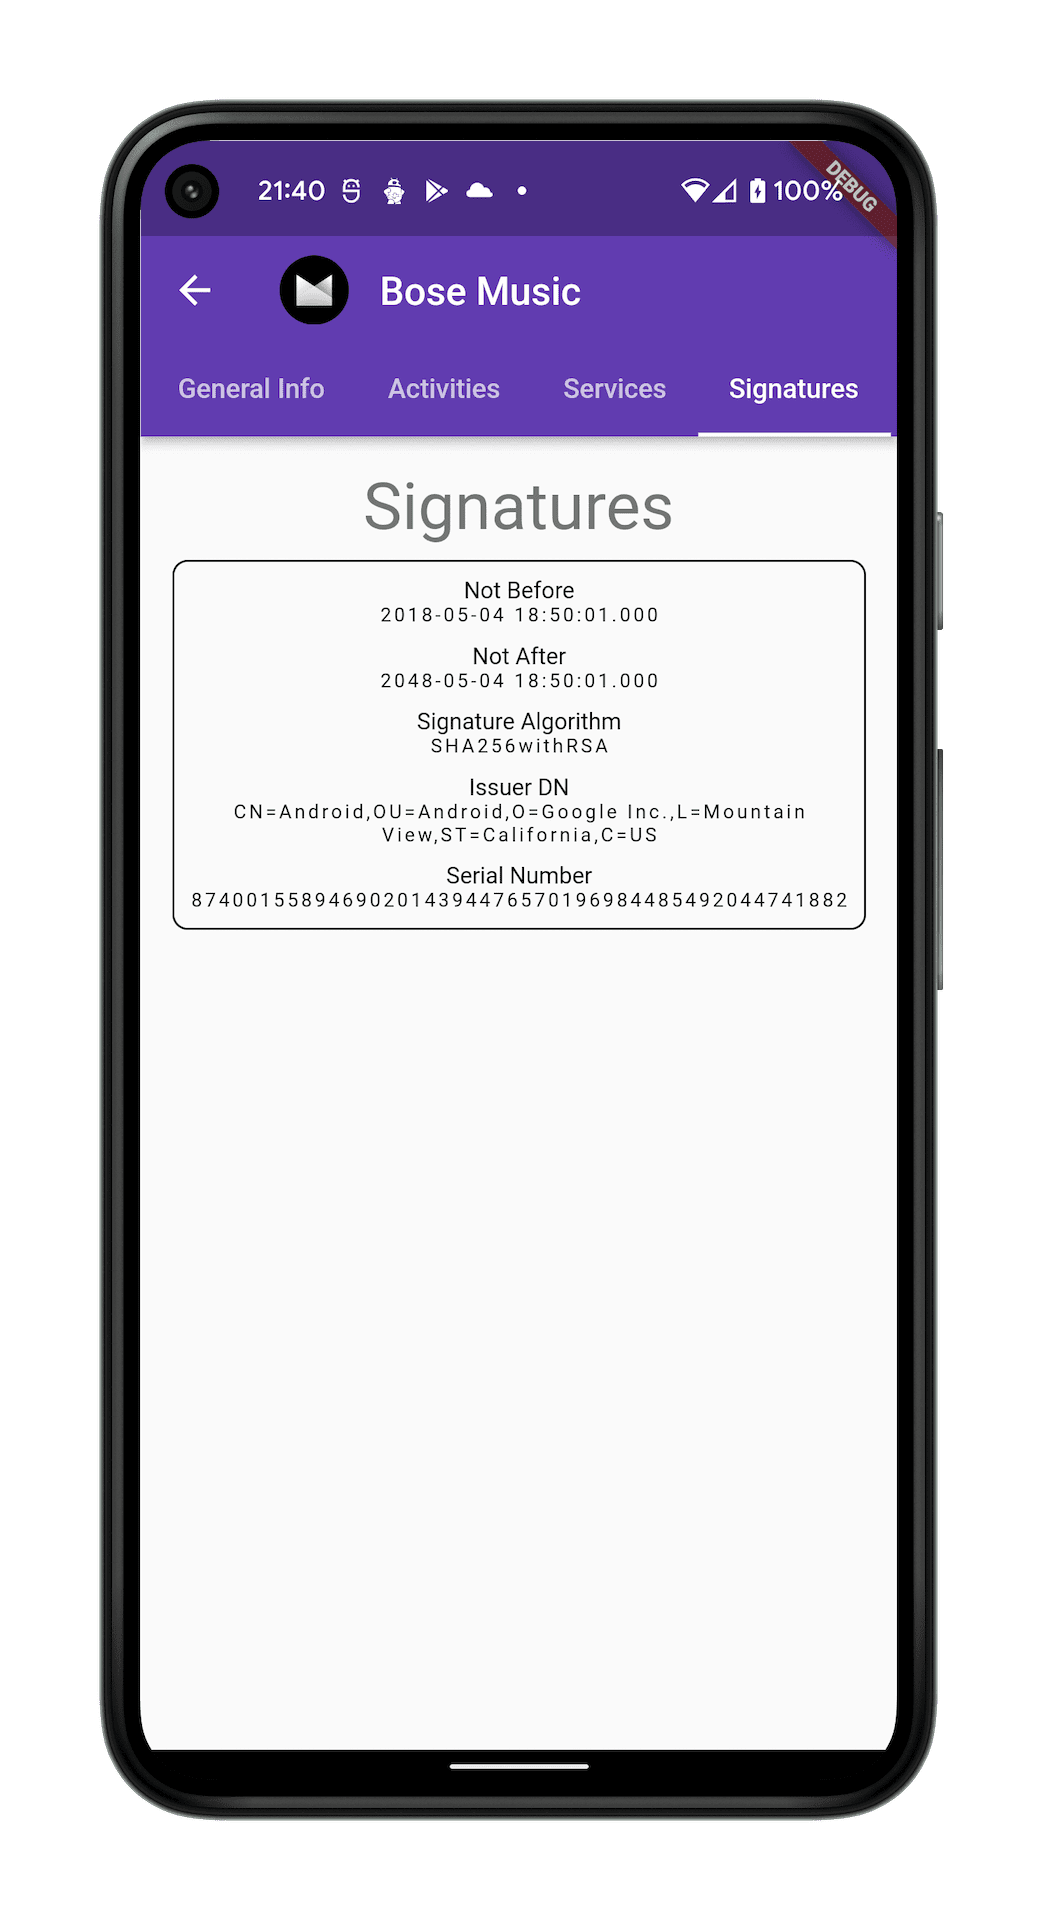 21:40
100%
DEBUG
Bose Music
General Info
Activities
Services
Signatures
Signatures
Not Before
2018-05-04 18:50:01.000
Not After
2048-05-04 18:50:01.000
Signature Algorithm
SHA256withRSA
Issuer DN
CN=Android,OU=Android,O=Google Inc.,L=Mountain
View,ST=California,C=US
Serial Number
874001558946902014394476570196984485492044741882